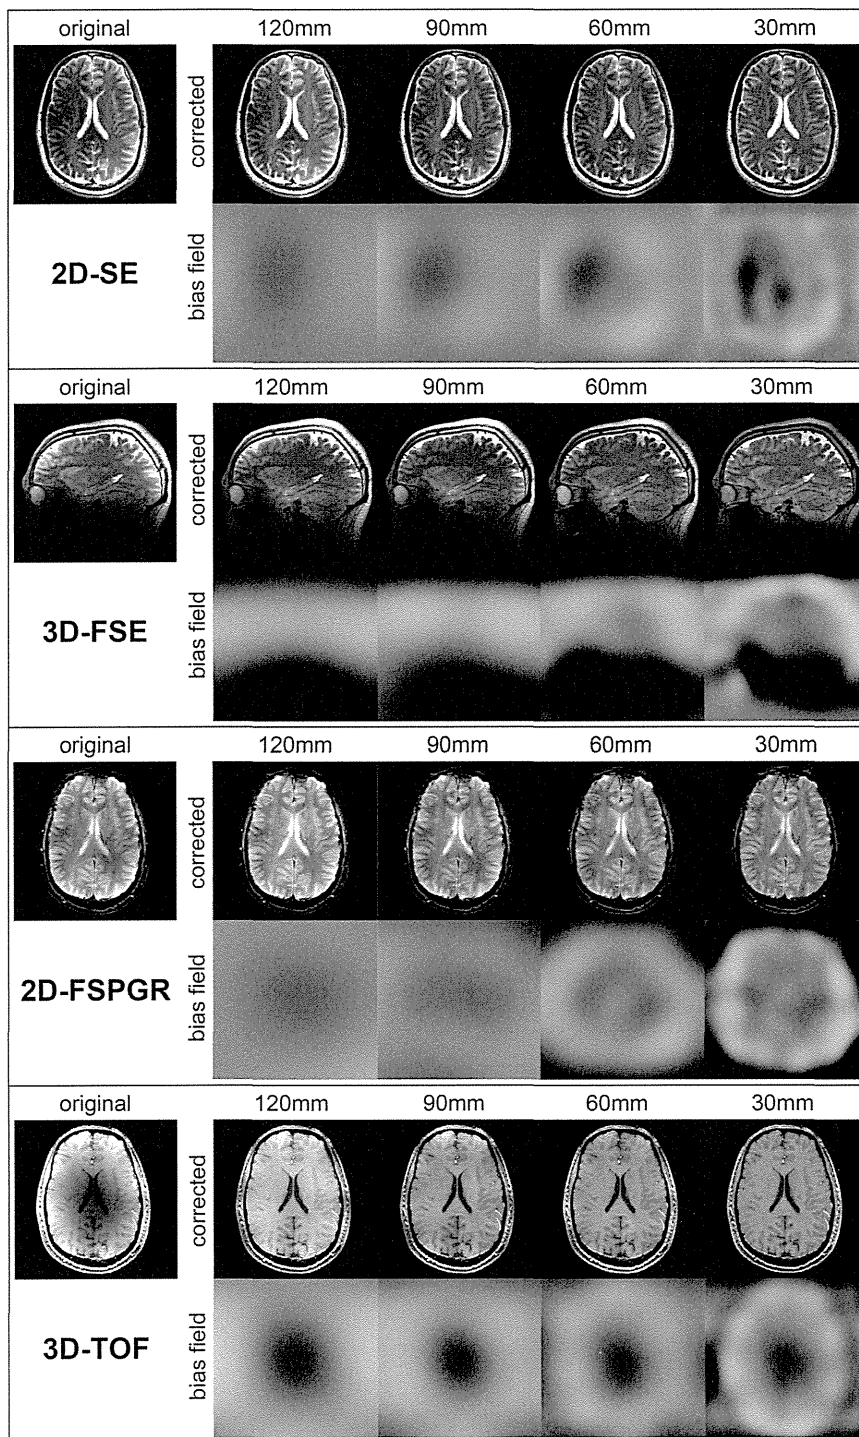 original 120mm 90mm 60mm 30mm
corrected
2D-SE
bias field
original 120mm 90mm 60mm 30mm
corrected
3D-FSE
bias field
original 120mm 90mm 60mm 30mm
corrected
2D-FSPGR
bias field
original 120mm 90mm 60mm 30mm
corrected
3D-TOF
bias field